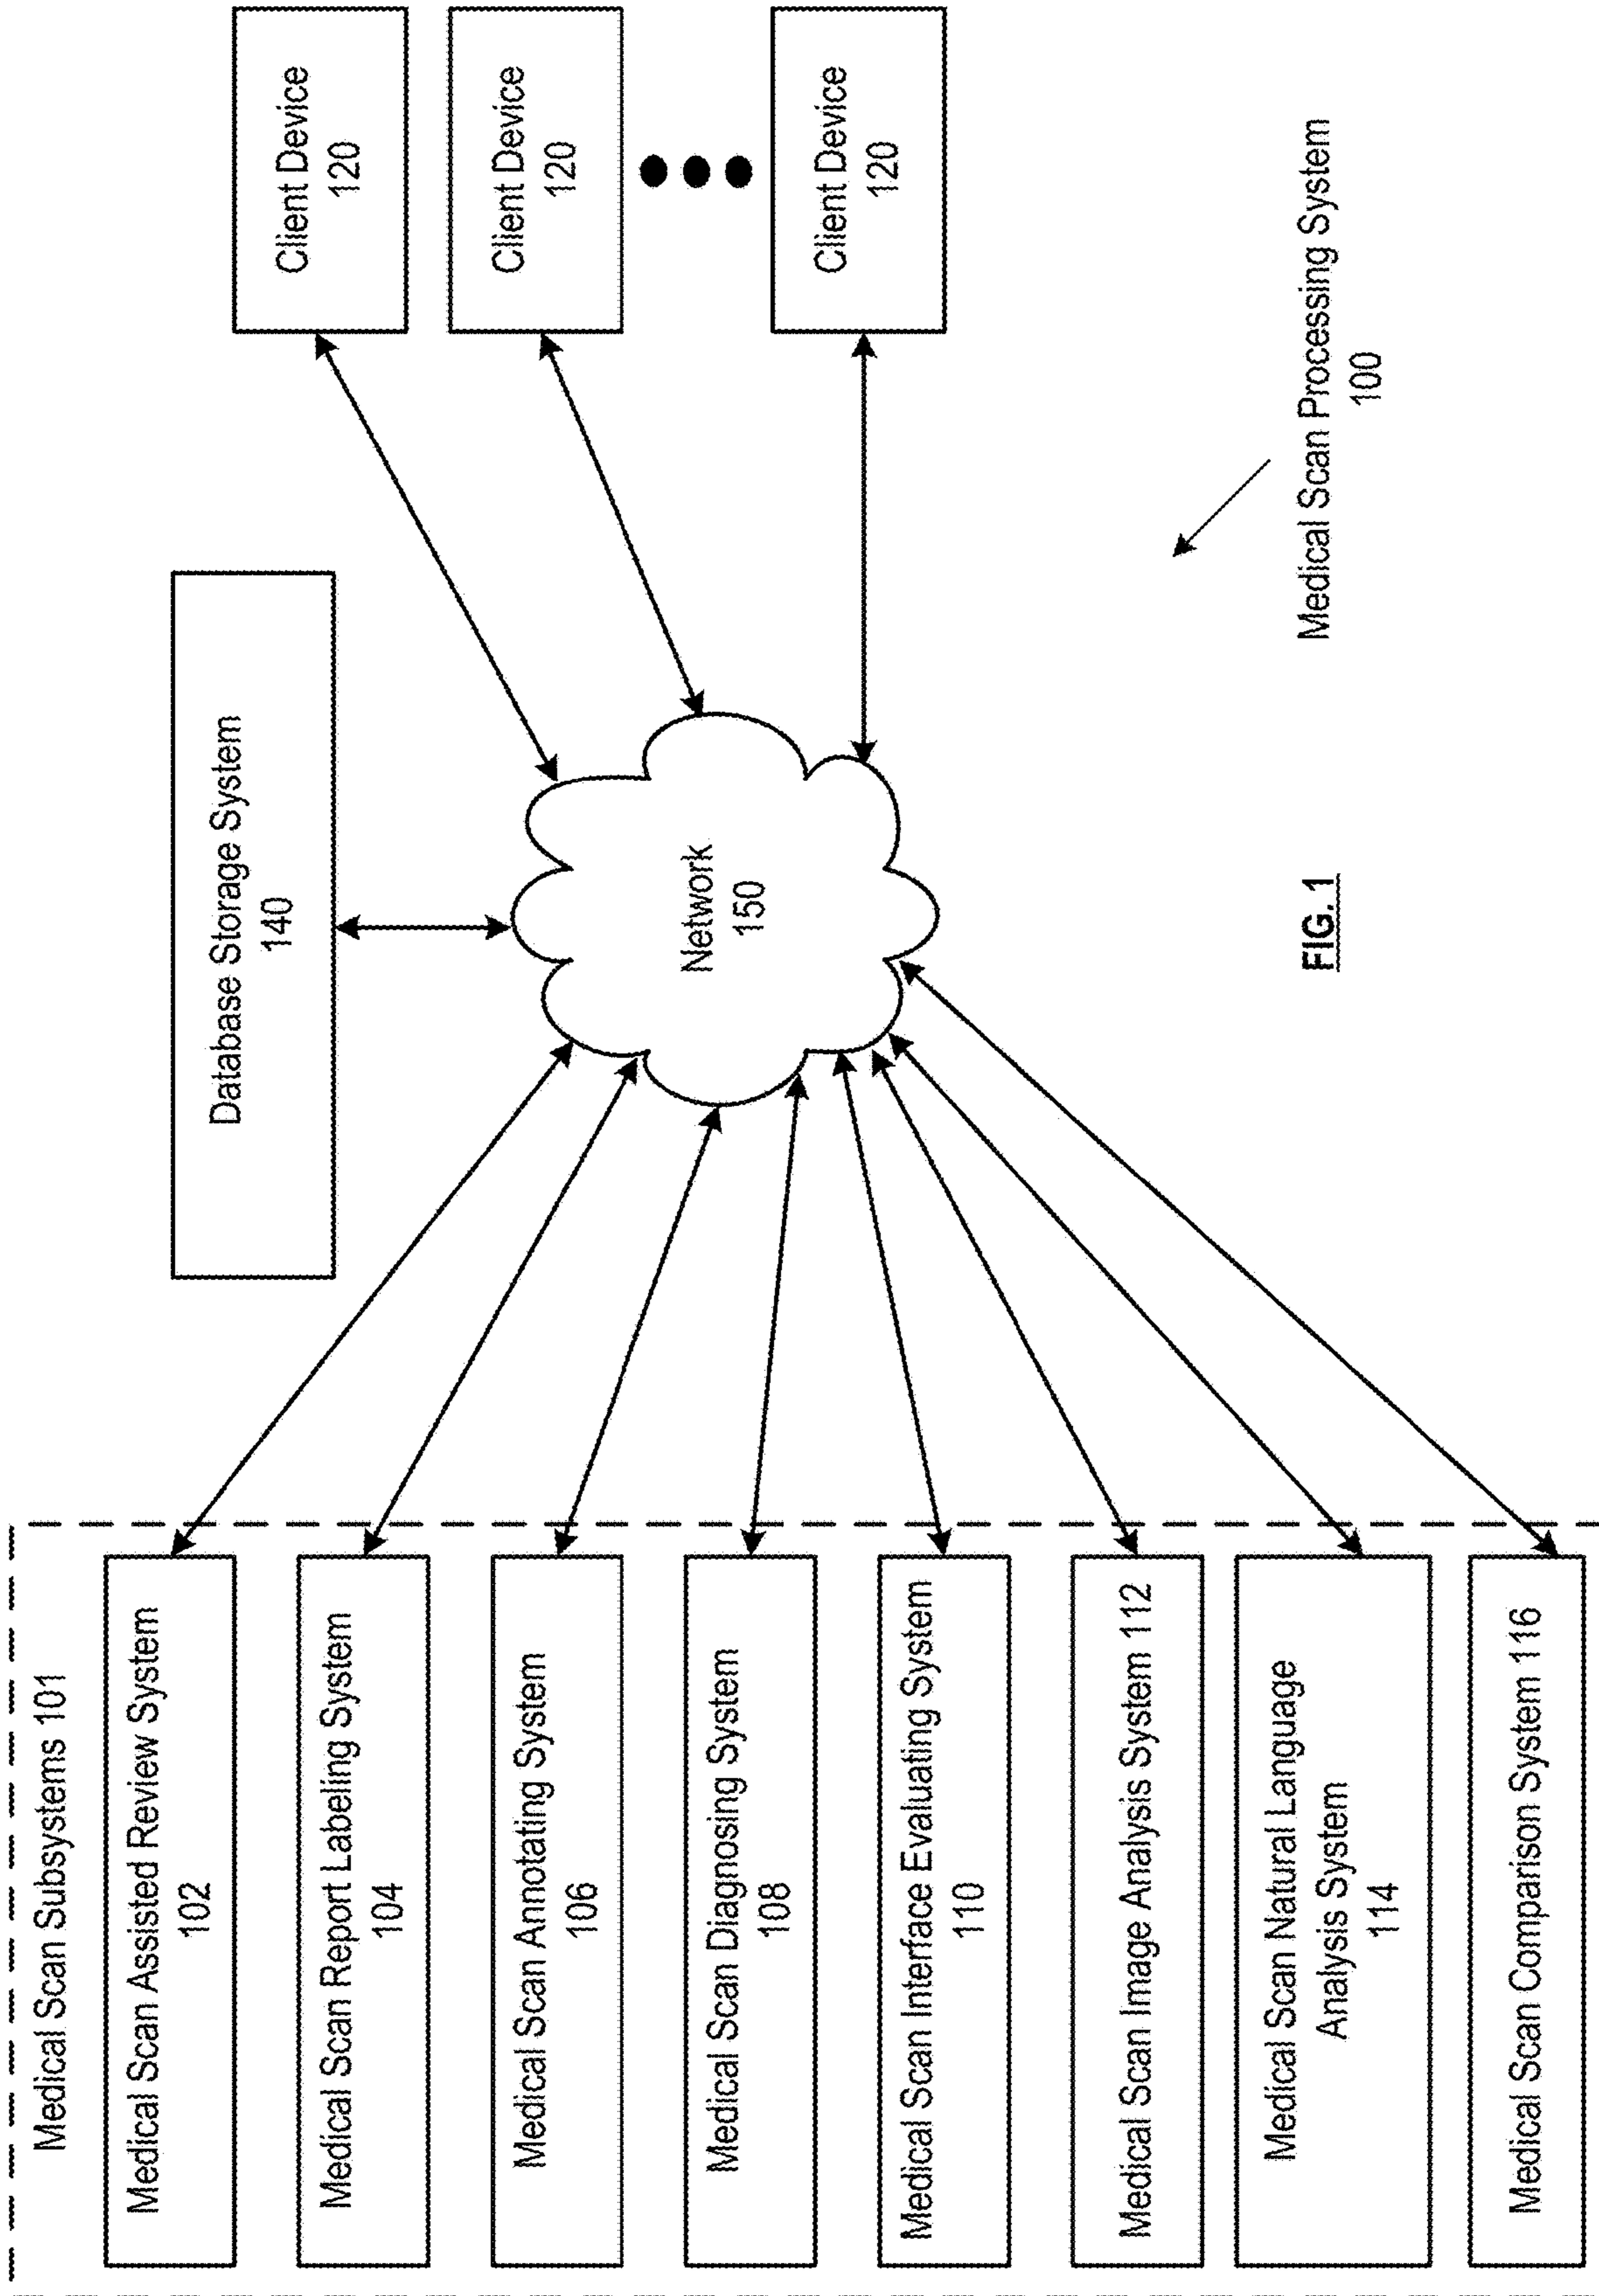 Medical Scan Subsystems 101
Medical Scan Assisted Review System
102
Medical Scan Report Labeling System
104
Medical Scan Annotating System
106
Medical Scan Diagnosing System
108
Medical Scan Interface Evaluating System
110
Medical Scan Image Analysis System 112
Medical Scan Natural Language
Analysis System
114
Medical Scan Comparison System 116
Database Storage System
140
Network
150
Client Device
120
Client Device
120
Client Device
120
Medical Scan Processing System
100
FIG. 1